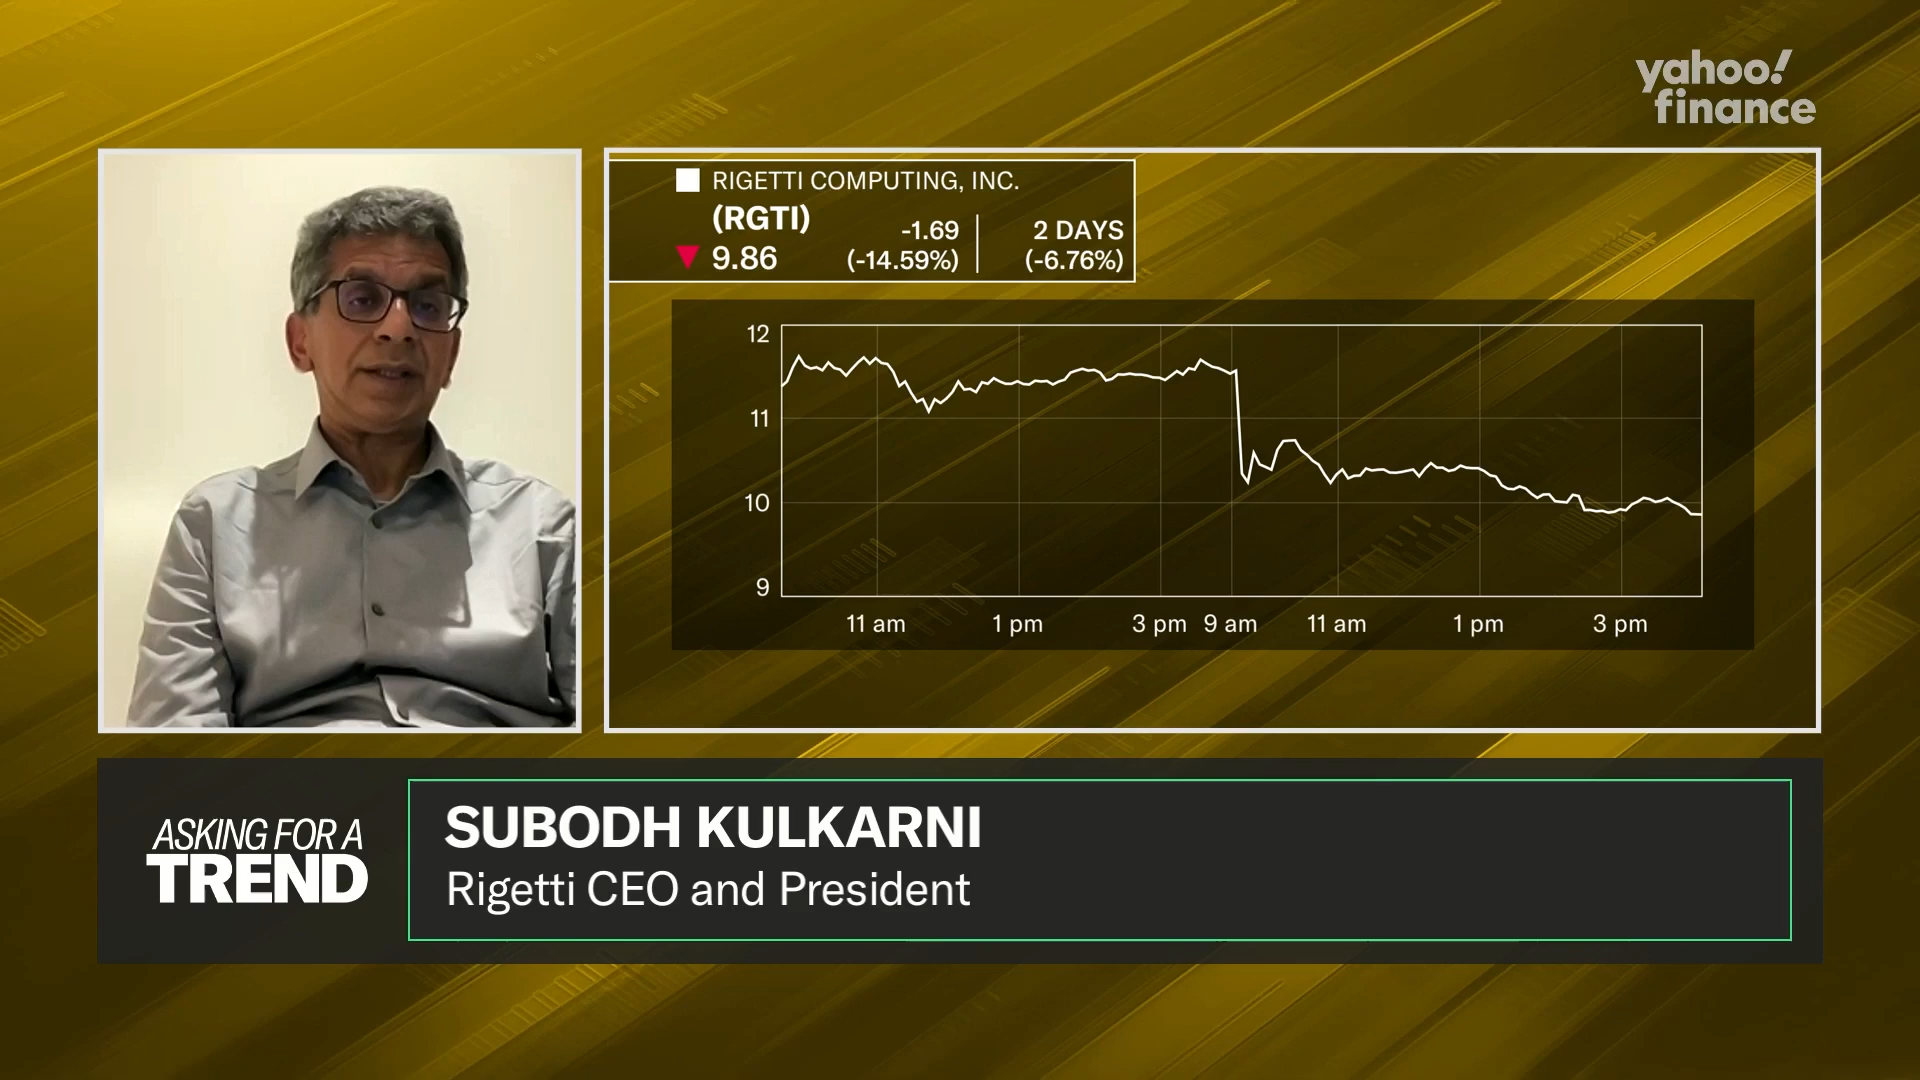 yahoo!
finance
RIGETTI COMPUTING, INC.
(RGTI)
9.86
-1.69
(-14.59%)
2 DAYS
(-6.76%)
12
11
10
9
11 am
1 pm
3 pm
9 am
11 am
1 pm
3 pm
ASKING FOR A
TREND
SUBODH KULKARNI
Rigetti CEO and President